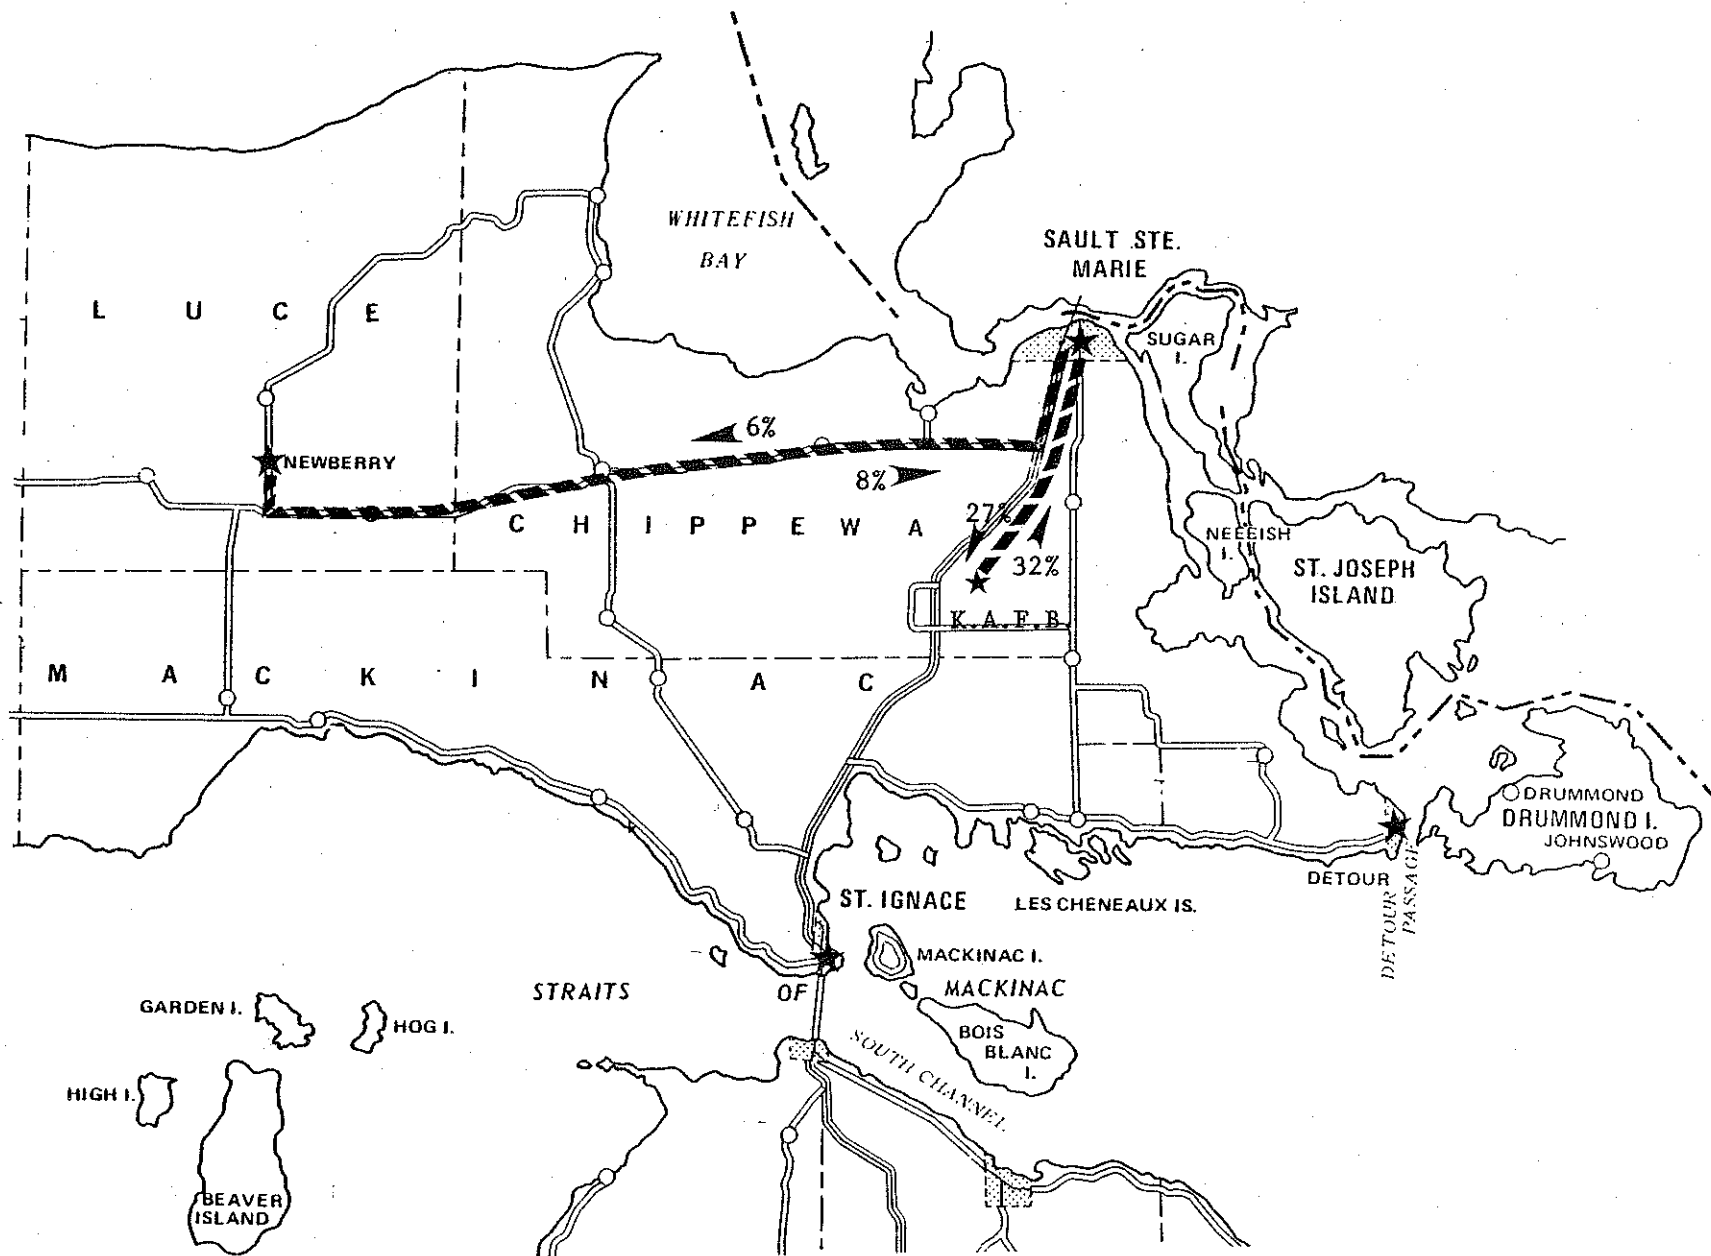 WHITEFISH
BAY
SAULT STE.
MARIE
L U C E
SUGAR
I.
6%
NEWBERRY
8%
C H I P P E W A
27%
NEEEISH
I.
32%
ST. JOSEPH
ISLAND
K.A.F.B.
M A C K I N A C
DRUMMOND
DRUMMOND I.
JOHNSWOOD
DETOUR
DETOUR
PASSAGE
ST. IGNACE
LES CHENEAUX IS.
MACKINAC I.
STRAITS OF MACKINAC
GARDEN I.
HOG I.
BOIS
BLANC
I.
SOUTH CHANNEL
HIGH I.
BEAVER
ISLAND